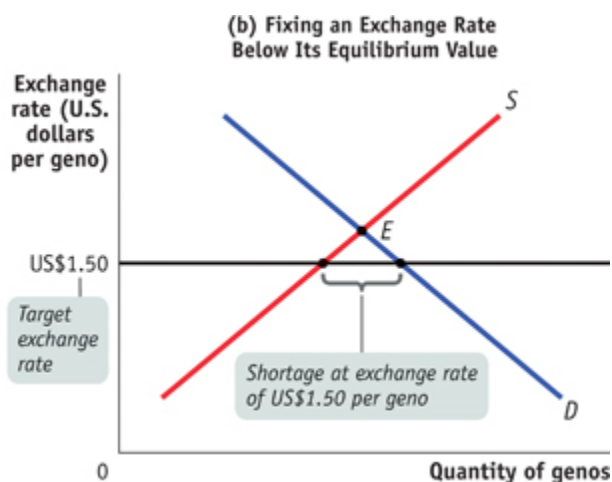 (b) Fixing an Exchange Rate
Below Its Equilibrium Value
Exchange
rate (U.S.
dollars
per geno)
S
E
US$1.50
Target
exchange
rate
Shortage at exchange rate
of US$1.50 per geno
D
0
Quantity of genos